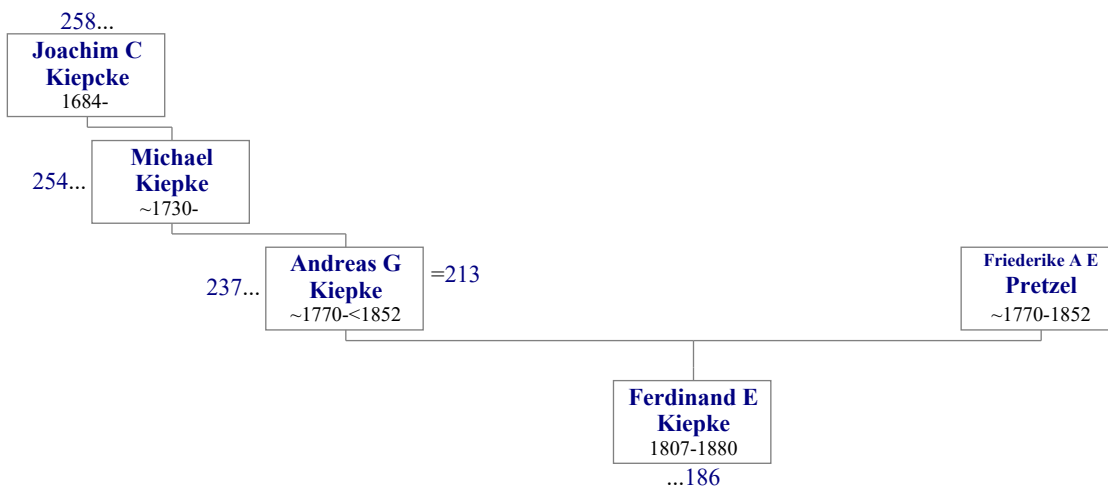 258...
Joachim C
Kiepcke
1684-
254...
Michael
Kiepke
~1730-
237...
Andreas G
Kiepke
~1770-<1852
=213
Friederike A E
Pretzel
~1770-1852
Ferdinand E
Kiepke
1807-1880
...186